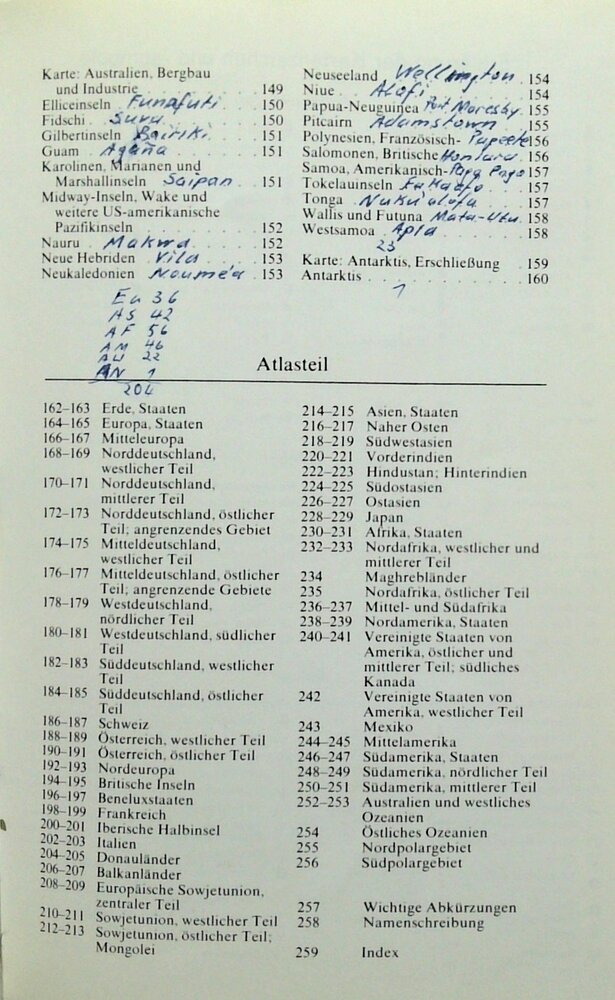 Karte: Australien, Bergbau
und Industrie . . . 149
Elliceinseln Funafuti . 150
Fidschi . Suva . . . 150
Gilbertinseln Bairiki . . 151
Guam . Agaña . . . 151
Karolinen, Marianen und
Marshallinseln Saipan . . 151
Midway-Inseln, Wake und
weitere US-amerikanische
Pazifikinseln . . . 152
Nauru . Makwa . . . 152
Neue Hebriden Vila . . 153
Neukaledonien Nouméa . 153
Eu 36
AS 42
AF 56
AM 46
AU 22
AN 1
204
Neuseeland Wellington . 154
Niue . Alofi . . . 154
Papua-Neuguinea Port Moresby . 155
Pitcairn Adamstown . . 155
Polynesien, Französisch- Papeete 156
Salomonen, Britische Honiara . 156
Samoa, Amerikanisch- Pago Pago 157
Tokelauinseln . 157
Tonga . Nuku'alofa . . 157
Wallis und Futuna Mata-Utu . 158
Westsamoa . Apia . . . 158
23
Karte: Antarktis, Erschließung . 159
Antarktis . . . 160
1
Atlasteil
162–163 Erde, Staaten
164–165 Europa, Staaten
166–167 Mitteleuropa
168–169 Norddeutschland,
westlicher Teil
170–171 Norddeutschland,
mittlerer Teil
172–173 Norddeutschland, östlicher
Teil; angrenzendes Gebiet
174–175 Mitteldeutschland,
westlicher Teil
176–177 Mitteldeutschland, östlicher
Teil; angrenzende Gebiete
178–179 Westdeutschland,
nördlicher Teil
180–181 Westdeutschland, südlicher
Teil
182–183 Süddeutschland, westlicher
Teil
184–185 Süddeutschland, östlicher
Teil
186–187 Schweiz
188–189 Österreich, westlicher Teil
190–191 Österreich, östlicher Teil
192–193 Nordeuropa
194–195 Britische Inseln
196–197 Beneluxstaaten
198–199 Frankreich
200–201 Iberische Halbinsel
202–203 Italien
204–205 Donauländer
206–207 Balkanländer
208–209 Europäische Sowjetunion,
zentraler Teil
210–211 Sowjetunion, westlicher Teil
212–213 Sowjetunion, östlicher Teil;
Mongolei
214–215 Asien, Staaten
216–217 Naher Osten
218–219 Südwestasien
220–221 Vorderindien
222–223 Hindustan; Hinterindien
224–225 Südostasien
226–227 Ostasien
228–229 Japan
230–231 Afrika, Staaten
232–233 Nordafrika, westlicher und
mittlerer Teil
234 Maghrebländer
235 Nordafrika, östlicher Teil
236–237 Mittel- und Südafrika
238–239 Nordamerika, Staaten
240–241 Vereinigte Staaten von
Amerika, östlicher und
mittlerer Teil; südliches
Kanada
242 Vereinigte Staaten von
Amerika, westlicher Teil
243 Mexiko
244–245 Mittelamerika
246–247 Südamerika, Staaten
248–249 Südamerika, nördlicher Teil
250–251 Südamerika, mittlerer Teil
252–253 Australien und westliches
Ozeanien
254 Östliches Ozeanien
255 Nordpolargebiet
256 Südpolargebiet
257 Wichtige Abkürzungen
258 Namenschreibung
259 Index